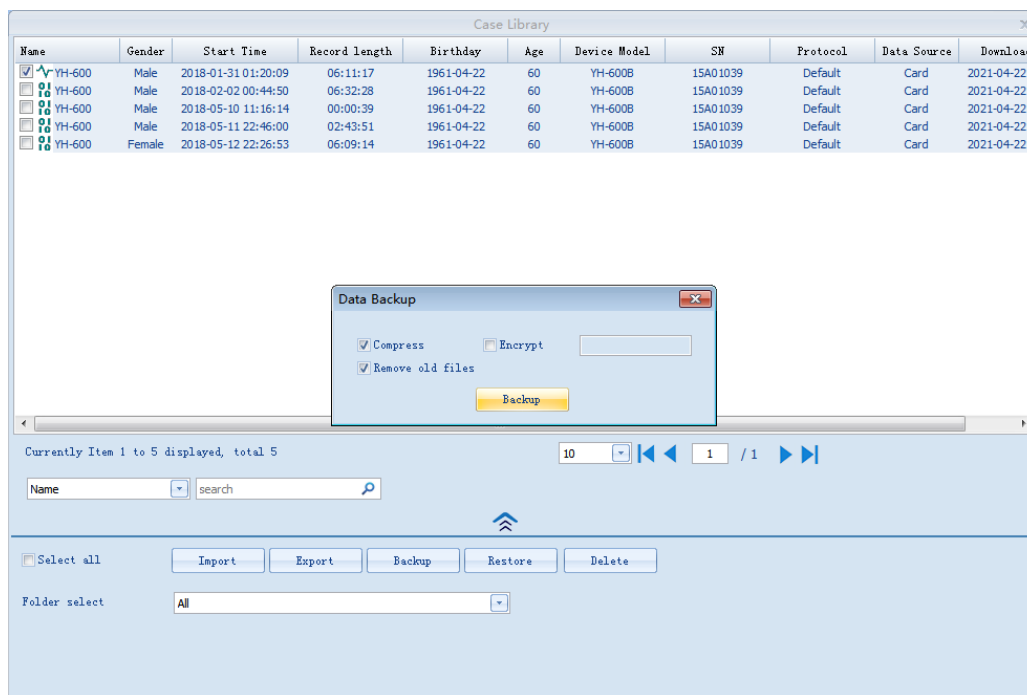 Case Library
Name Gender Start Time Record length Birthday Age Device Model SN Protocol Data Source Downloa
YH-600 Male 2018-01-31 01:20:09 06:11:17 1961-04-22 60 YH-600B 15A01039 Default Card 2021-04-22
YH-600 Male 2018-02-02 00:44:50 06:32:28 1961-04-22 60 YH-600B 15A01039 Default Card 2021-04-22
YH-600 Male 2018-05-10 11:16:14 00:00:39 1961-04-22 60 YH-600B 15A01039 Default Card 2021-04-22
YH-600 Male 2018-05-11 22:46:00 02:43:51 1961-04-22 60 YH-600B 15A01039 Default Card 2021-04-22
YH-600 Female 2018-05-12 22:26:53 06:09:14 1961-04-22 60 YH-600B 15A01039 Default Card 2021-04-22
Data Backup
Compress Encrypt
Remove old files
Backup
Currently Item 1 to 5 displayed, total 5 10 1 / 1
Name search
Select all Import Export Backup Restore Delete
Folder select All